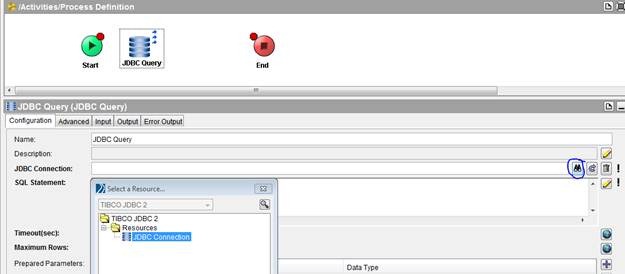 /Activities/Process Definition
Start
JDBC Query
End
JDBC Query (JDBC Query)
Configuration Advanced Input Output Error Output
Name: JDBC Query
Description:
JDBC Connection: !
SQL Statement: !
Select a Resource...
TIBCO JDBC 2
TIBCO JDBC 2
Resources
JDBC Connection
Timeout(sec):
Maximum Rows:
Prepared Parameters:
Data Type